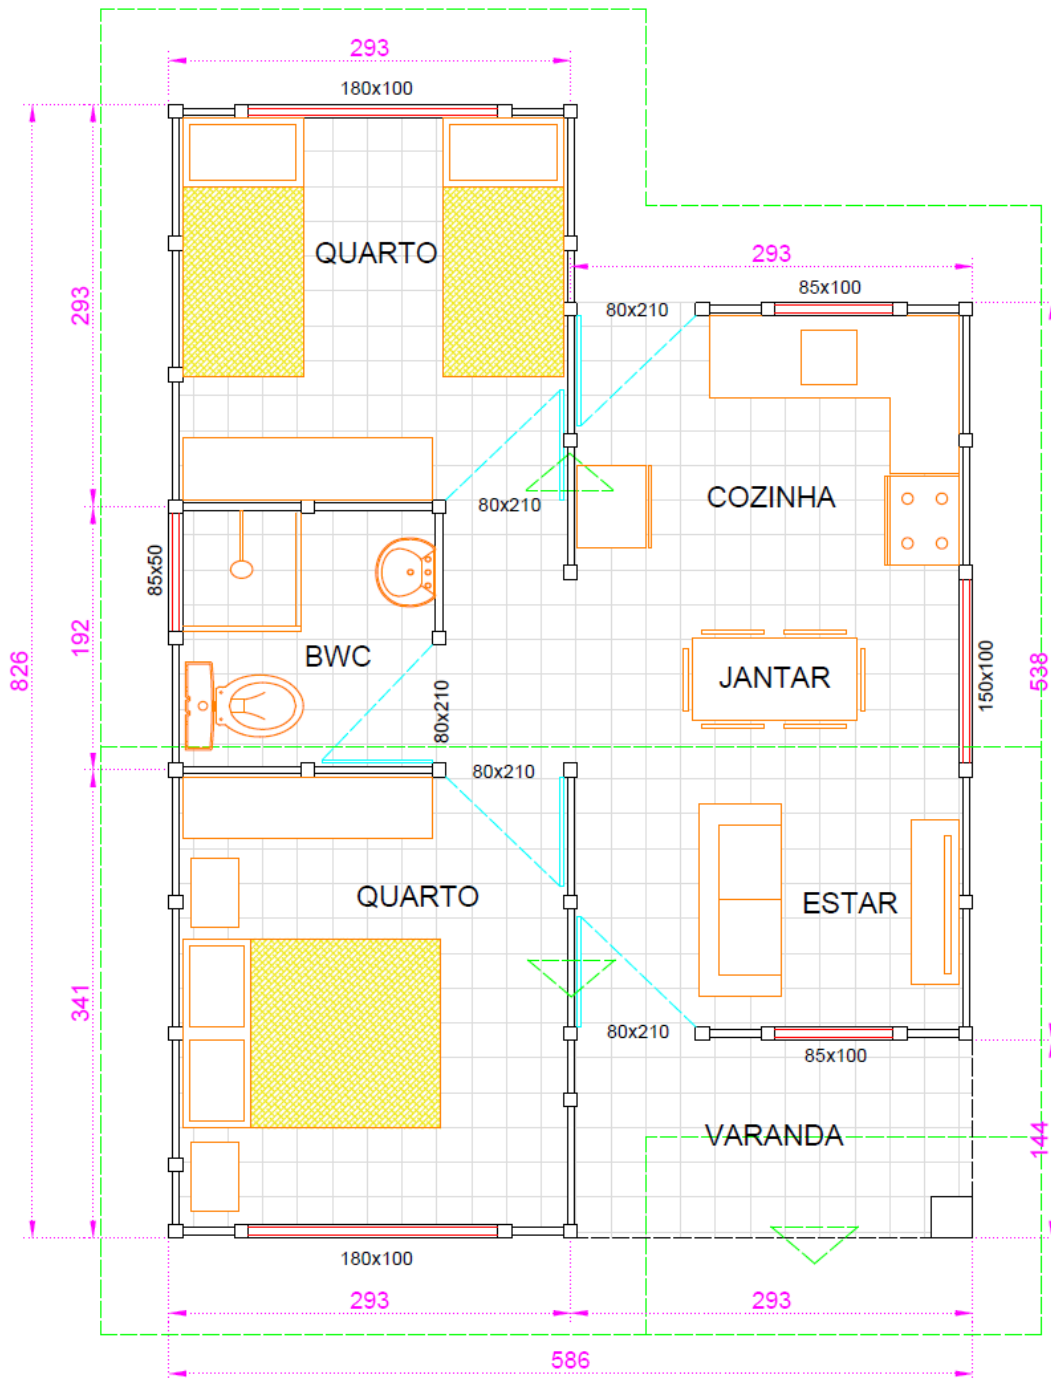 293
180x100
QUARTO
293
293
85x100
80x210
COZINHA
80x210
85x50
192
BWC
80x210
JANTAR
150x100
538
826
80x210
QUARTO
ESTAR
341
80x210
85x100
VARANDA
144
180x100
293
293
586